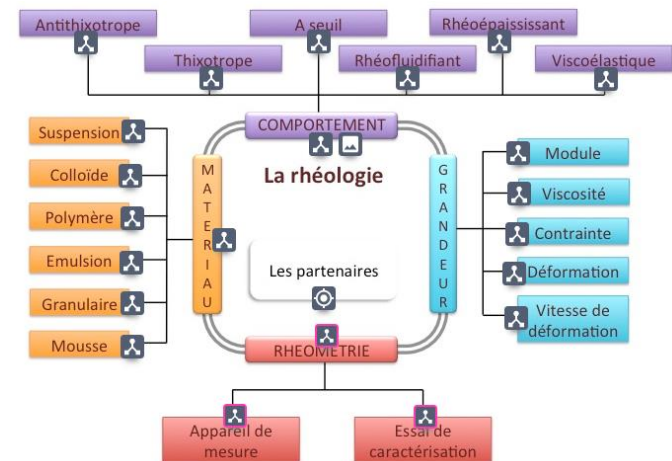 Antithixotrope
A seuil
Rhéoépaississant
Thixotrope
Rhéofluidifiant
Viscoélastique
COMPORTEMENT
La rhéologie
MATERIAU
Suspension
Colloïde
Polymère
Emulsion
Granulaire
Mousse
GRANDEUR
Module
Viscosité
Contrainte
Déformation
Vitesse de
déformation
Les partenaires
RHEOMETRIE
Appareil de
mesure
Essai de
caractérisation